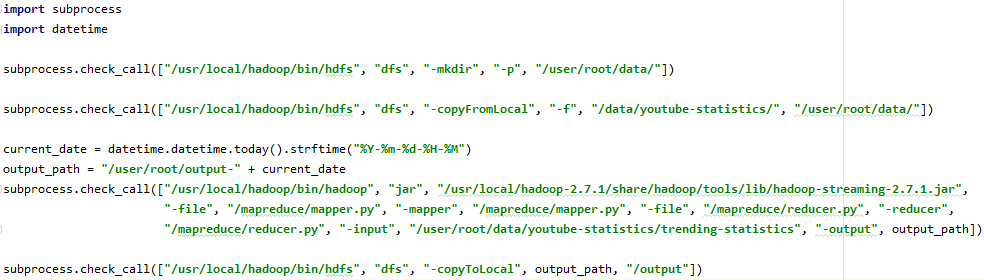 import subprocess
import datetime
subprocess.check_call(["/usr/local/hadoop/bin/hdfs", "dfs", "-mkdir", "-p", "/user/root/data/"])
subprocess.check_call(["/usr/local/hadoop/bin/hdfs", "dfs", "-copyFromLocal", "-f", "/data/youtube-statistics/", "/user/root/data/"])
current_date = datetime.datetime.today().strftime("%Y-%m-%d-%H-%M")
output_path = "/user/root/output-" + current_date
subprocess.check_call(["/usr/local/hadoop/bin/hadoop", "jar", "/usr/local/hadoop-2.7.1/share/hadoop/tools/lib/hadoop-streaming-2.7.1.jar",
"-file", "/mapreduce/mapper.py", "-mapper", "/mapreduce/mapper.py", "-file", "/mapreduce/reducer.py", "-reducer",
"/mapreduce/reducer.py", "-input", "/user/root/data/youtube-statistics/trending-statistics", "-output", output_path])
subprocess.check_call(["/usr/local/hadoop/bin/hdfs", "dfs", "-copyToLocal", output_path, "/output"])